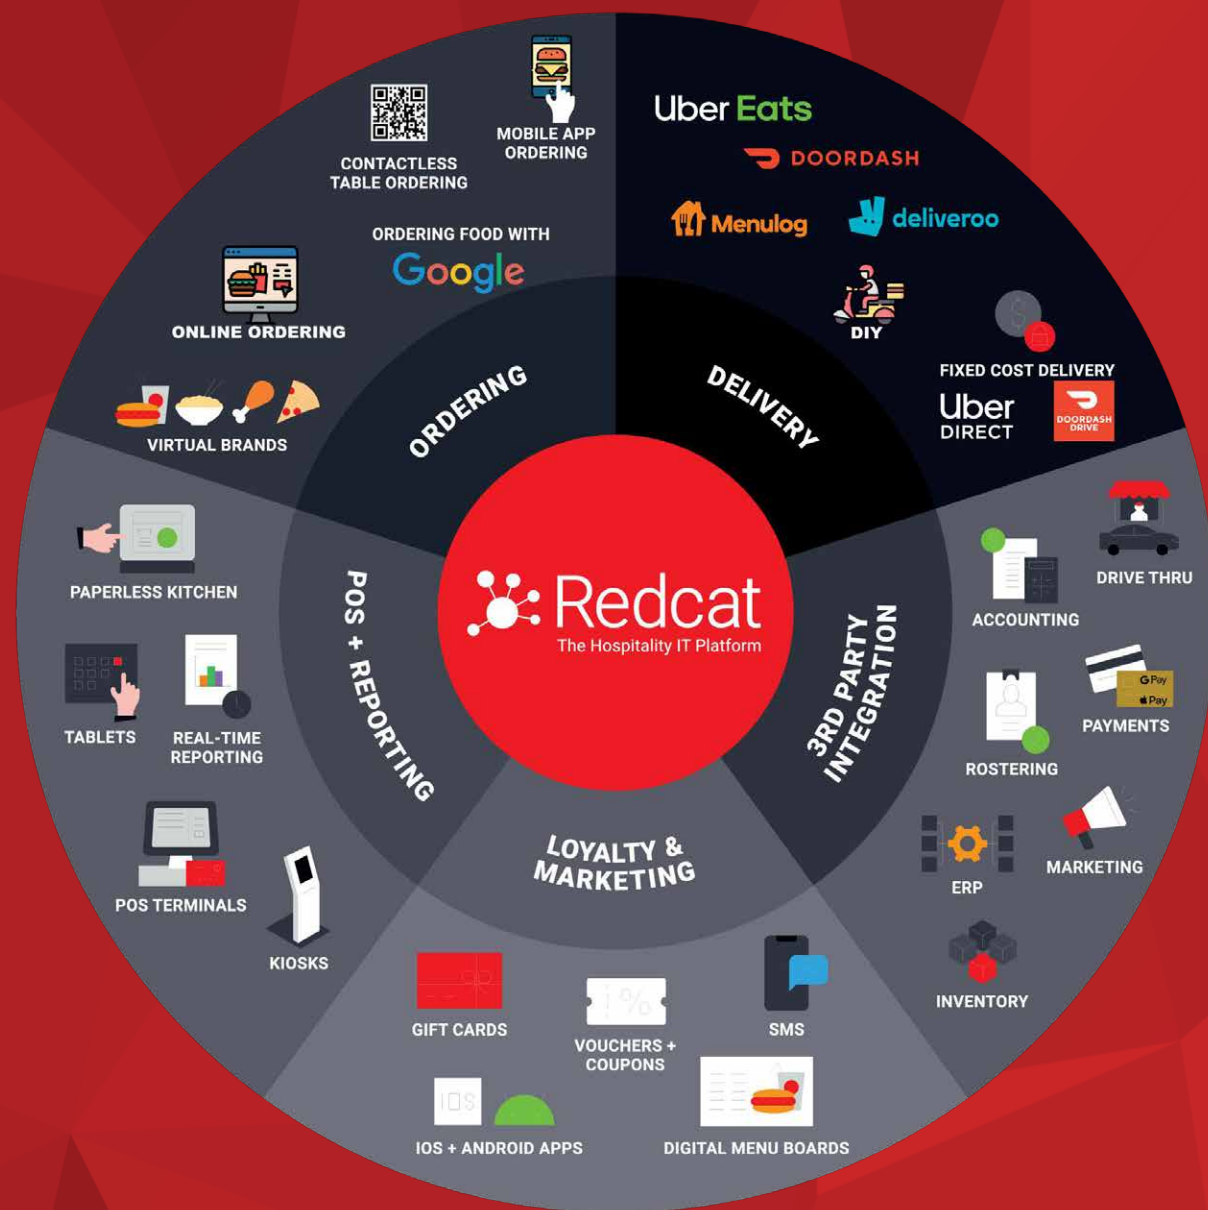 MOBILE APP
ORDERING
CONTACTLESS
TABLE ORDERING
ORDERING FOOD WITH
Google
ONLINE ORDERING
VIRTUAL BRANDS
ORDERING
Uber Eats
DOORDASH
Menulog
deliveroo
DIY
FIXED COST DELIVERY
Uber
DIRECT
DOORDASH
DRIVE
DELIVERY
Redcat
The Hospitality IT Platform
DRIVE THRU
ACCOUNTING
G Pay
Pay
PAYMENTS
ROSTERING
MARKETING
ERP
INVENTORY
3RD PARTY
INTEGRATION
LOYALTY &
MARKETING
GIFT CARDS
%
VOUCHERS +
COUPONS
SMS
IOS
IOS + ANDROID APPS
DIGITAL MENU BOARDS
POS + REPORTING
PAPERLESS KITCHEN
TABLETS
REAL-TIME
REPORTING
POS TERMINALS
KIOSKS